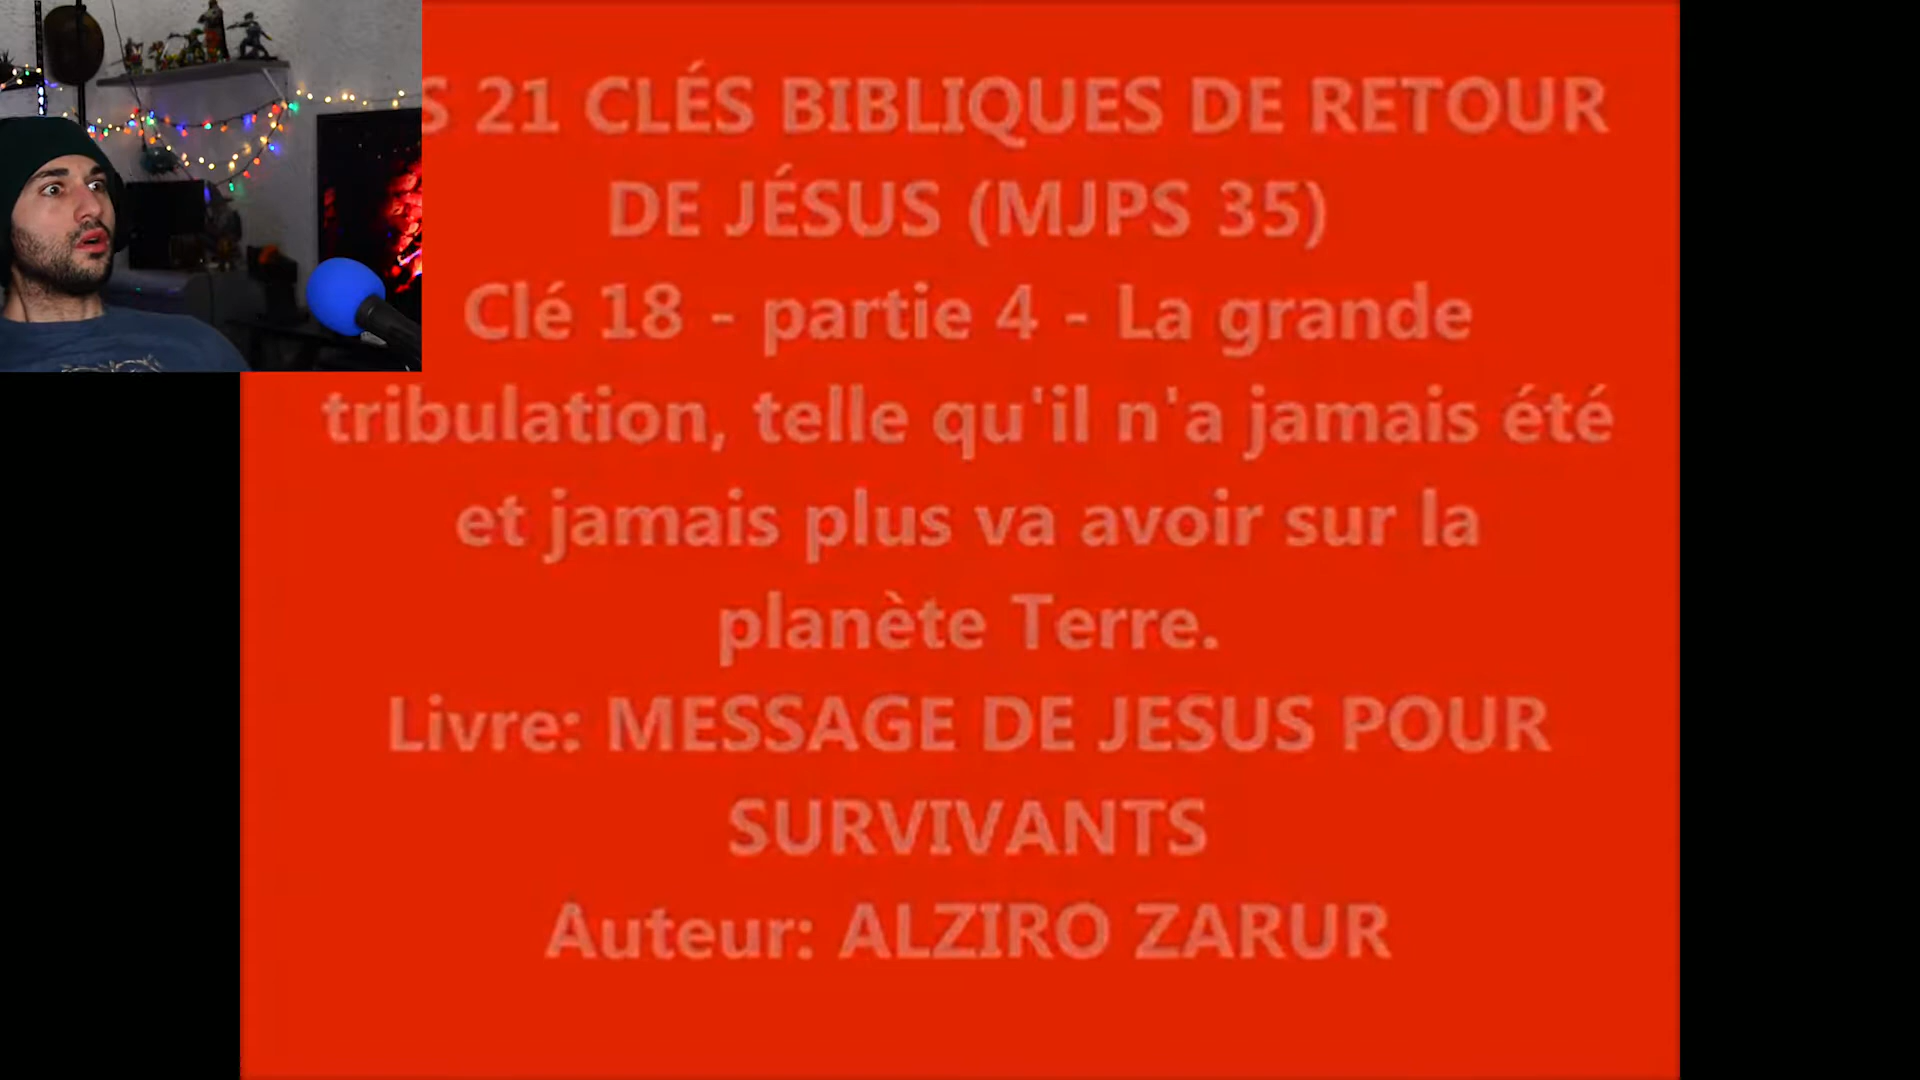 21 CLÉS BIBLIQUES DE RETOUR
DE JÉSUS (MJPS 35)
Clé 18 - partie 4 - La grande
tribulation, telle qu'il n'a jamais été
et jamais plus va avoir sur la
planète Terre.
Livre: MESSAGE DE JESUS POUR
SURVIVANTS
Auteur: ALZIRO ZARUR